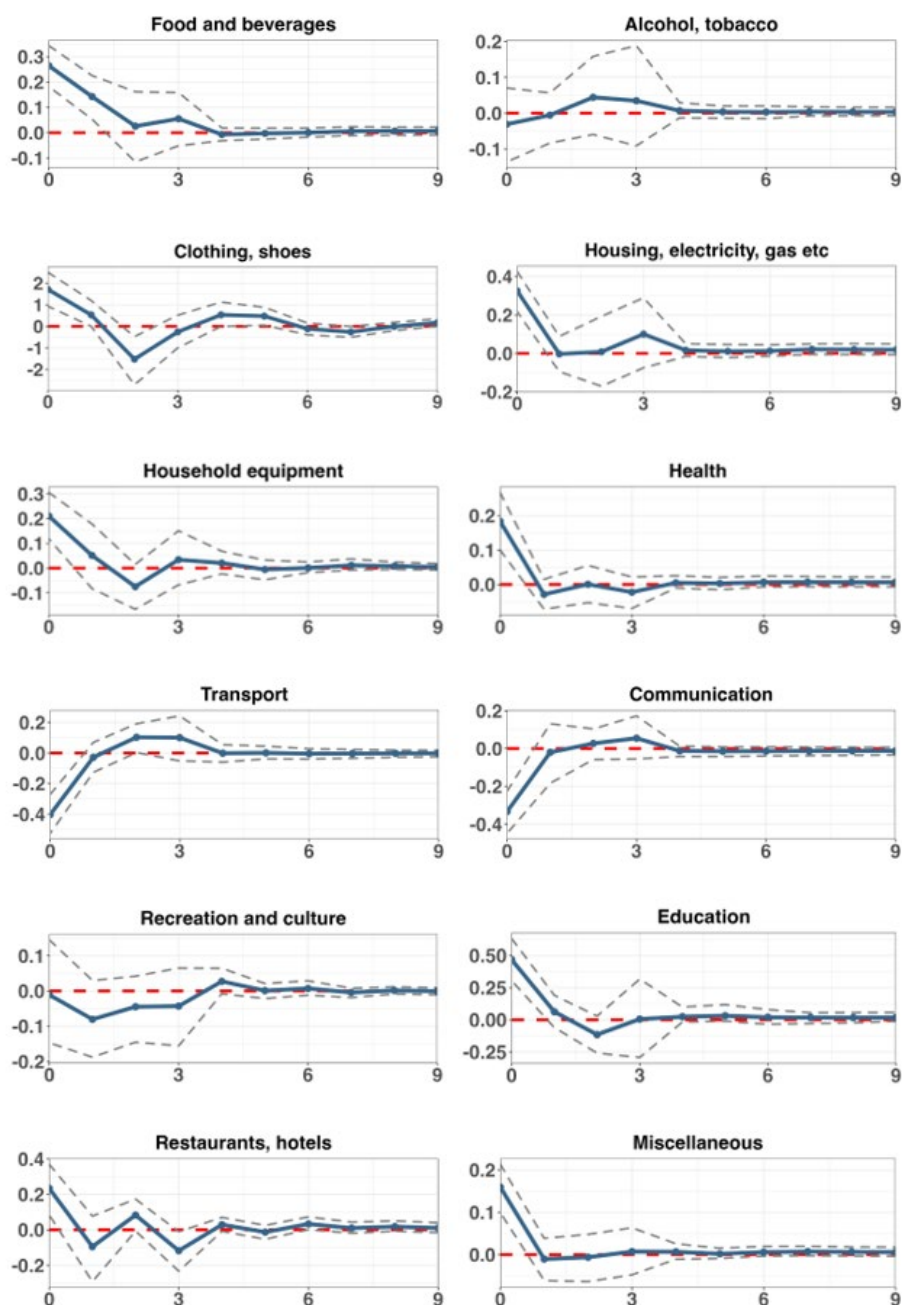 Food and beverages
0.3
0.2
0.1
0.0
-0.1
0 3 6 9
Alcohol, tobacco
0.2
0.1
0.0
-0.1
0 3 6 9
Clothing, shoes
2
1
0
-1
-2
0 3 6 9
Housing, electricity, gas etc
0.4
0.2
0.0
-0.2
0 3 6 9
Household equipment
0.3
0.2
0.1
0.0
-0.1
0 3 6 9
Health
0.2
0.1
0.0
0 3 6 9
Transport
0.2
0.0
-0.2
-0.4
0 3 6 9
Communication
0.2
0.0
-0.2
-0.4
0 3 6 9
Recreation and culture
0.1
0.0
-0.1
-0.2
0 3 6 9
Education
0.50
0.25
0.00
-0.25
0 3 6 9
Restaurants, hotels
0.4
0.2
0.0
-0.2
0 3 6 9
Miscellaneous
0.2
0.1
0.0
0 3 6 9